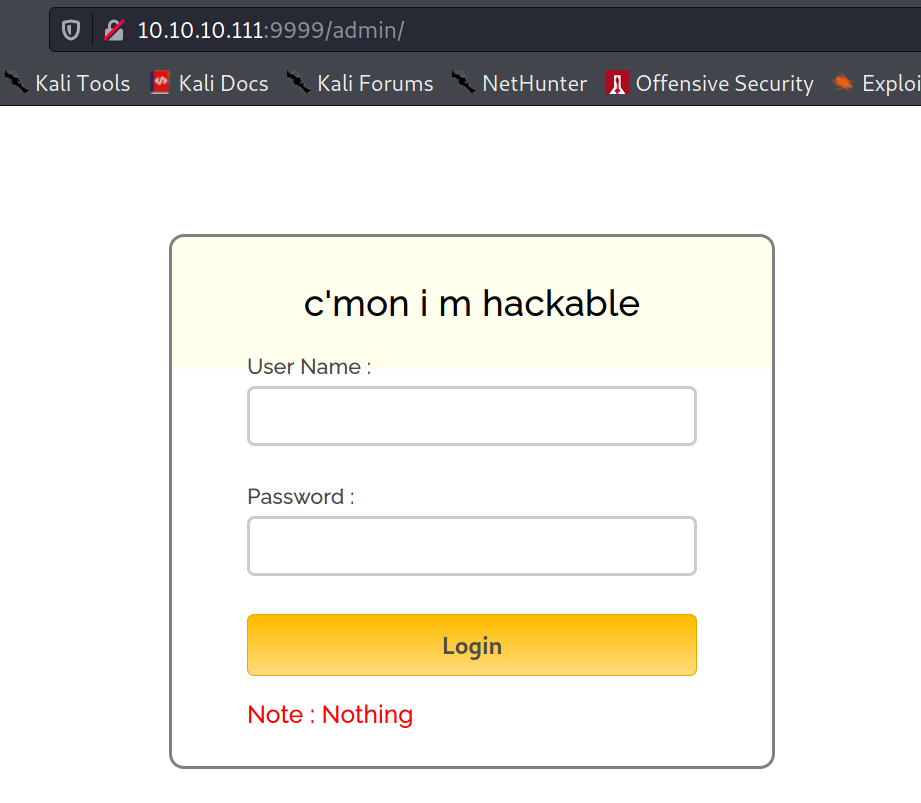 10.10.10.111:9999/admin/
Kali Tools Kali Docs Kali Forums NetHunter Offensive Security Exploi
c'mon i m hackable
User Name :
Password :
Login
Note : Nothing